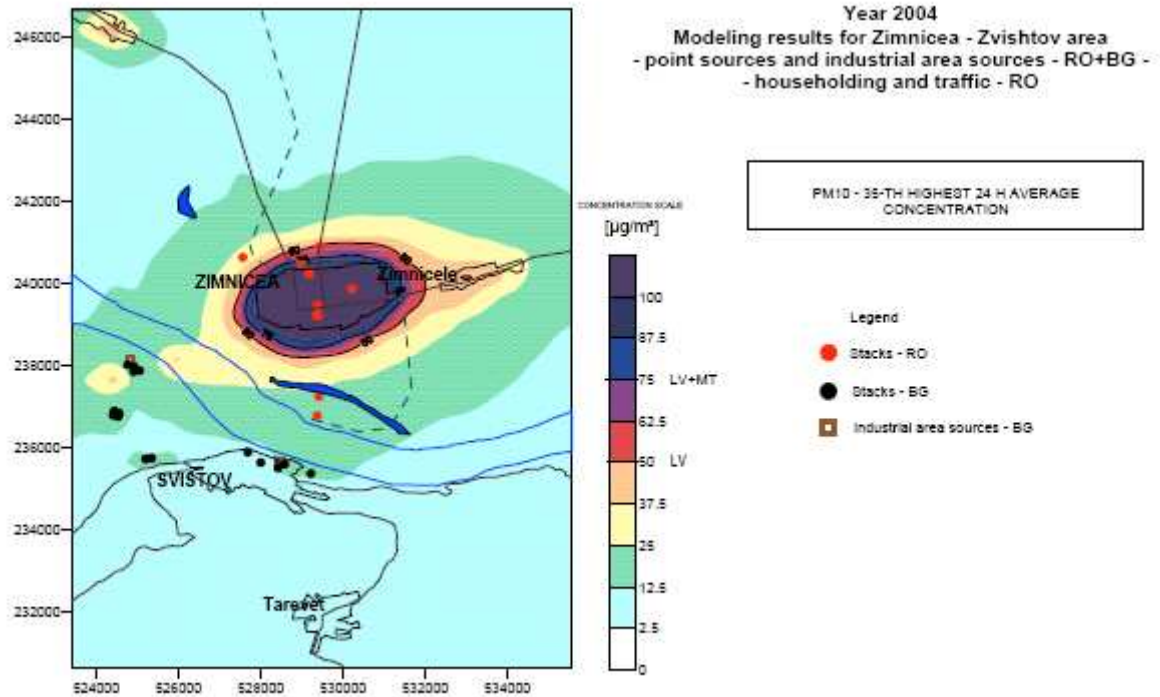 Year 2004
Modeling results for Zimnicea - Zvishtov area
- point sources and industrial area sources - RO+BG -
- householding and traffic - RO
PM10 - 35-TH HIGHEST 24 H AVERAGE
CONCENTRATION
CONCENTRATION SCALE
[µg/m³]
100
87.5
75 LV+MT
62.5
50 LV
37.5
25
12.5
2.5
0
Legend
Stacks - RO
Stacks - BG
Industrial area sources - BG
246000
244000
242000
240000
238000
236000
234000
232000
524000
526000
528000
530000
532000
534000
ZIMNICEA
Zimnicele
SVISTOV
Tarevet